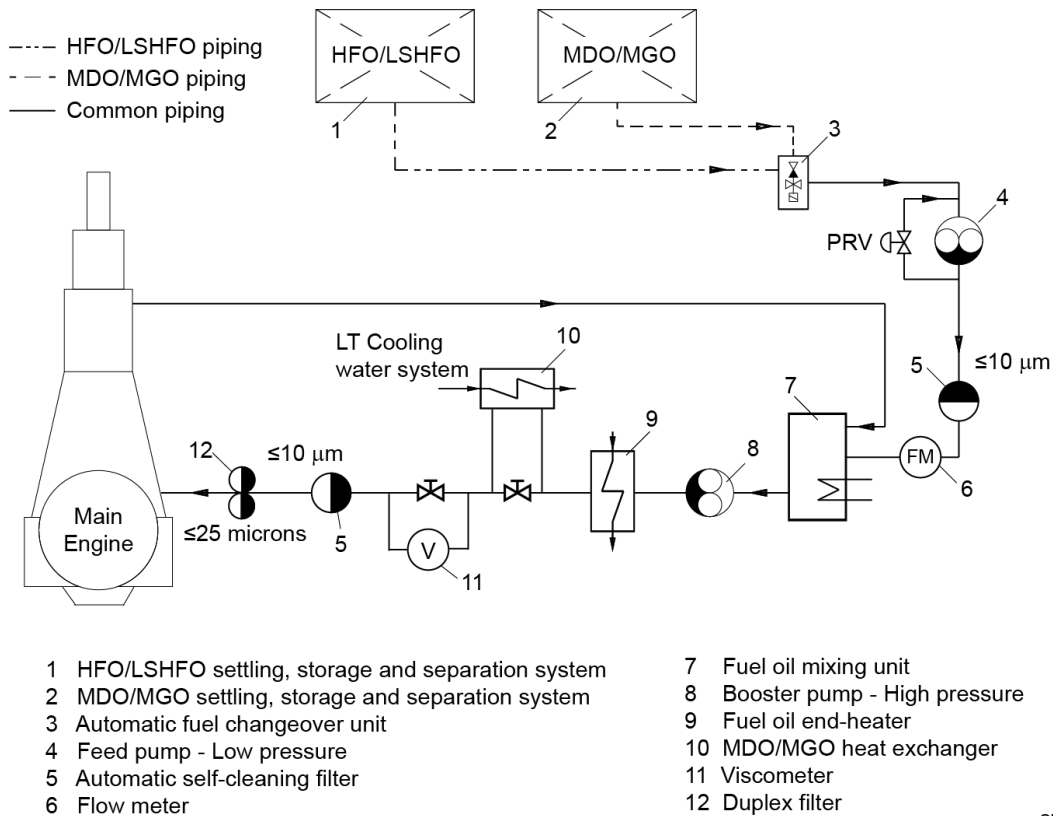 HFO/LSHFO piping
MDO/MGO piping
Common piping
HFO/LSHFO
MDO/MGO
1
2
3
4
PRV
LT Cooling
water system
10
5
≤10 µm
7
9
8
FM
6
12
≤10 µm
≤25 microns
5
V
11
Main
Engine
1 HFO/LSHFO settling, storage and separation system
2 MDO/MGO settling, storage and separation system
3 Automatic fuel changeover unit
4 Feed pump - Low pressure
5 Automatic self-cleaning filter
6 Flow meter
7 Fuel oil mixing unit
8 Booster pump - High pressure
9 Fuel oil end-heater
10 MDO/MGO heat exchanger
11 Viscometer
12 Duplex filter